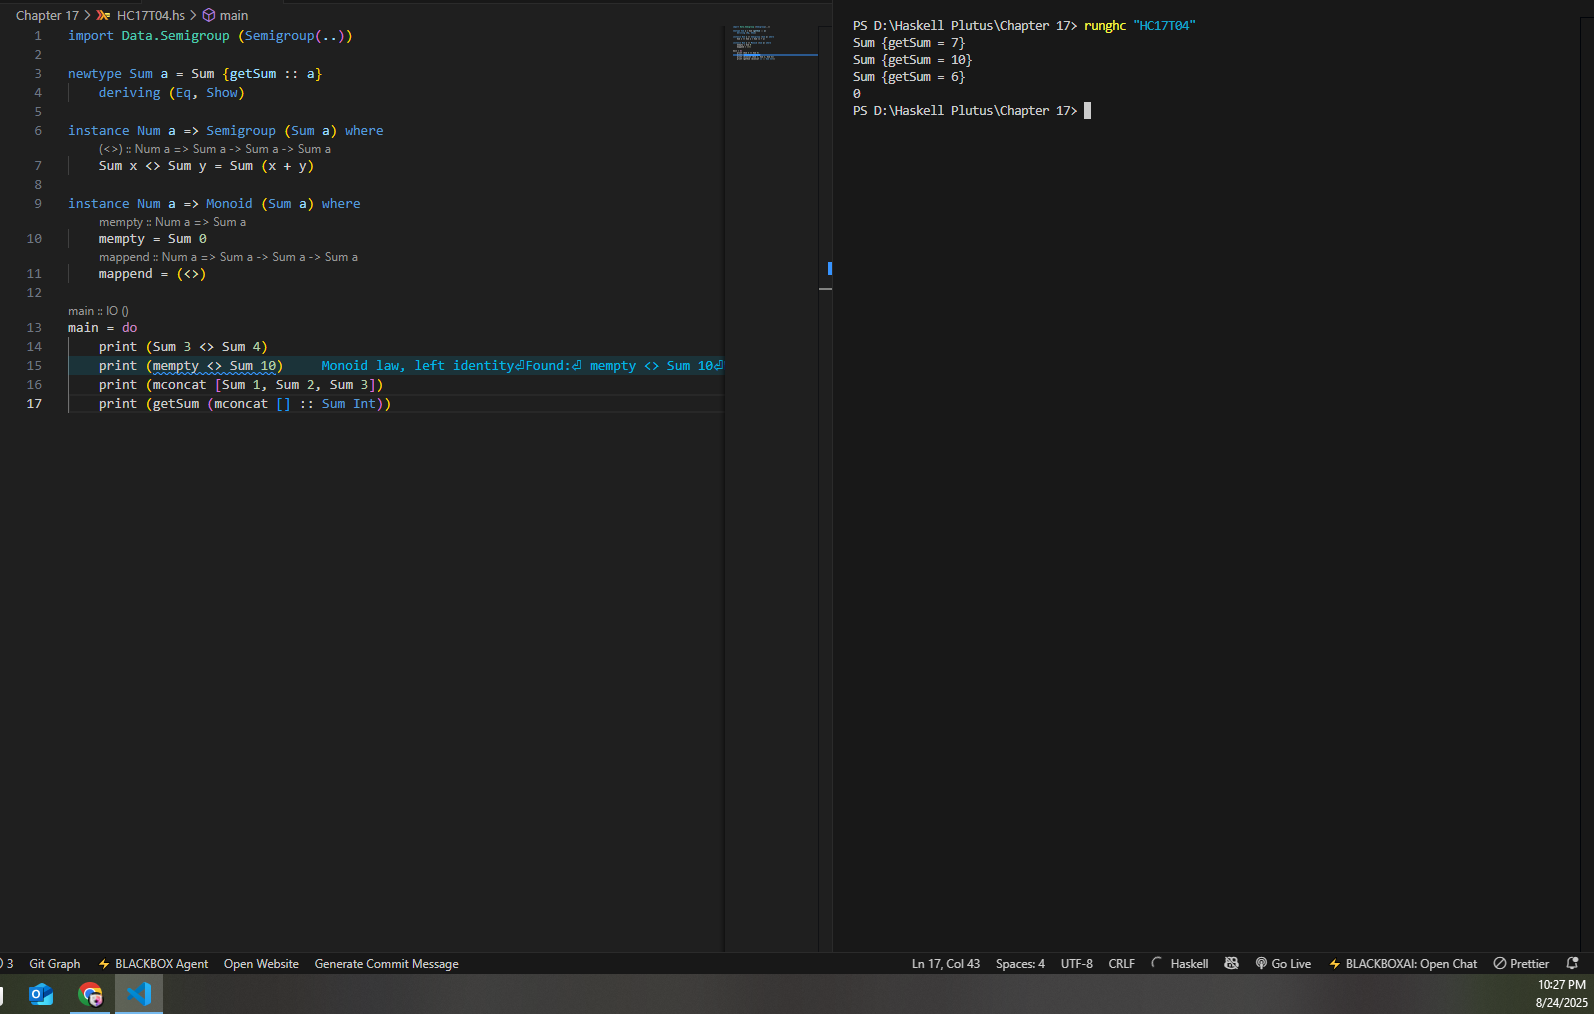 Chapter 17 > HC17T04.hs > main
1 import Data.Semigroup (Semigroup(..))
2
3 newtype Sum a = Sum {getSum :: a}
4     deriving (Eq, Show)
5
6 instance Num a => Semigroup (Sum a) where
(<>) :: Num a => Sum a -> Sum a -> Sum a
7     Sum x <> Sum y = Sum (x + y)
8
9 instance Num a => Monoid (Sum a) where
mempty :: Num a => Sum a
10     mempty = Sum 0
mappend :: Num a => Sum a -> Sum a -> Sum a
11     mappend = (<>)
12
main :: IO ()
13 main = do
14     print (Sum 3 <> Sum 4)
15     print (mempty <> Sum 10)     Monoid law, left identity⏎Found:⏎ mempty <> Sum 10⏎
16     print (mconcat [Sum 1, Sum 2, Sum 3])
17     print (getSum (mconcat [] :: Sum Int))
PS D:\Haskell Plutus\Chapter 17> runghc "HC17T04"
Sum {getSum = 7}
Sum {getSum = 10}
Sum {getSum = 6}
0
PS D:\Haskell Plutus\Chapter 17>
3 Git Graph BLACKBOX Agent Open Website Generate Commit Message Ln 17, Col 43 Spaces: 4 UTF-8 CRLF Haskell Go Live BLACKBOXAI: Open Chat Prettier
10:27 PM
8/24/2025